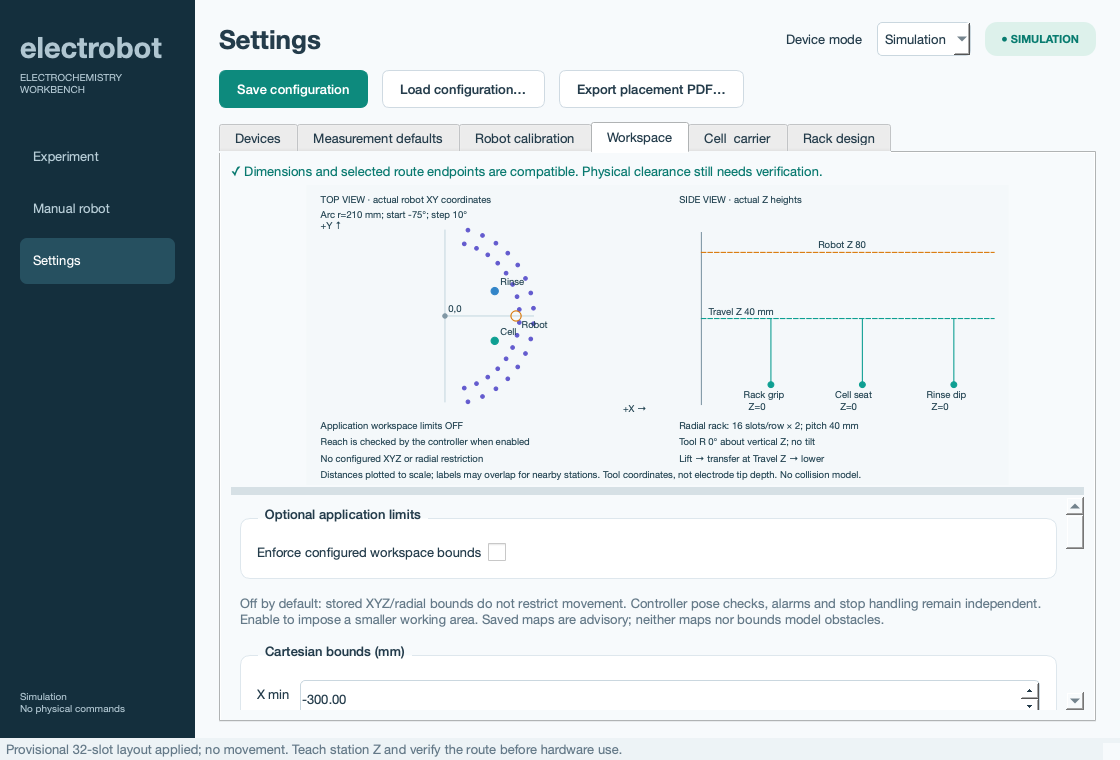 electrobot
ELECTROCHEMISTRY
WORKBENCH
Experiment
Manual robot
Settings
Simulation
No physical commands
Settings
Device mode
Simulation
• SIMULATION
Save configuration
Load configuration...
Export placement PDF...
Devices
Measurement defaults
Robot calibration
Workspace
Cell carrier
Rack design
✓ Dimensions and selected route endpoints are compatible. Physical clearance still needs verification.
TOP VIEW · actual robot XY coordinates
Arc r=210 mm; start -75°; step 10°
+Y ↑
Rinse
0,0
Robot
Cell
+X →
Application workspace limits OFF
Reach is checked by the controller when enabled
No configured XYZ or radial restriction
Distances plotted to scale; labels may overlap for nearby stations. Tool coordinates, not electrode tip depth. No collision model.
SIDE VIEW · actual Z heights
Robot Z 80
Travel Z 40 mm
Rack grip
Z=0
Cell seat
Z=0
Rinse dip
Z=0
Radial rack: 16 slots/row × 2; pitch 40 mm
Tool R 0° about vertical Z; no tilt
Lift → transfer at Travel Z → lower
Optional application limits
Enforce configured workspace bounds
Off by default: stored XYZ/radial bounds do not restrict movement. Controller pose checks, alarms and stop handling remain independent.
Enable to impose a smaller working area. Saved maps are advisory; neither maps nor bounds model obstacles.
Cartesian bounds (mm)
X min
-300.00
Provisional 32-slot layout applied; no movement. Teach station Z and verify the route before hardware use.